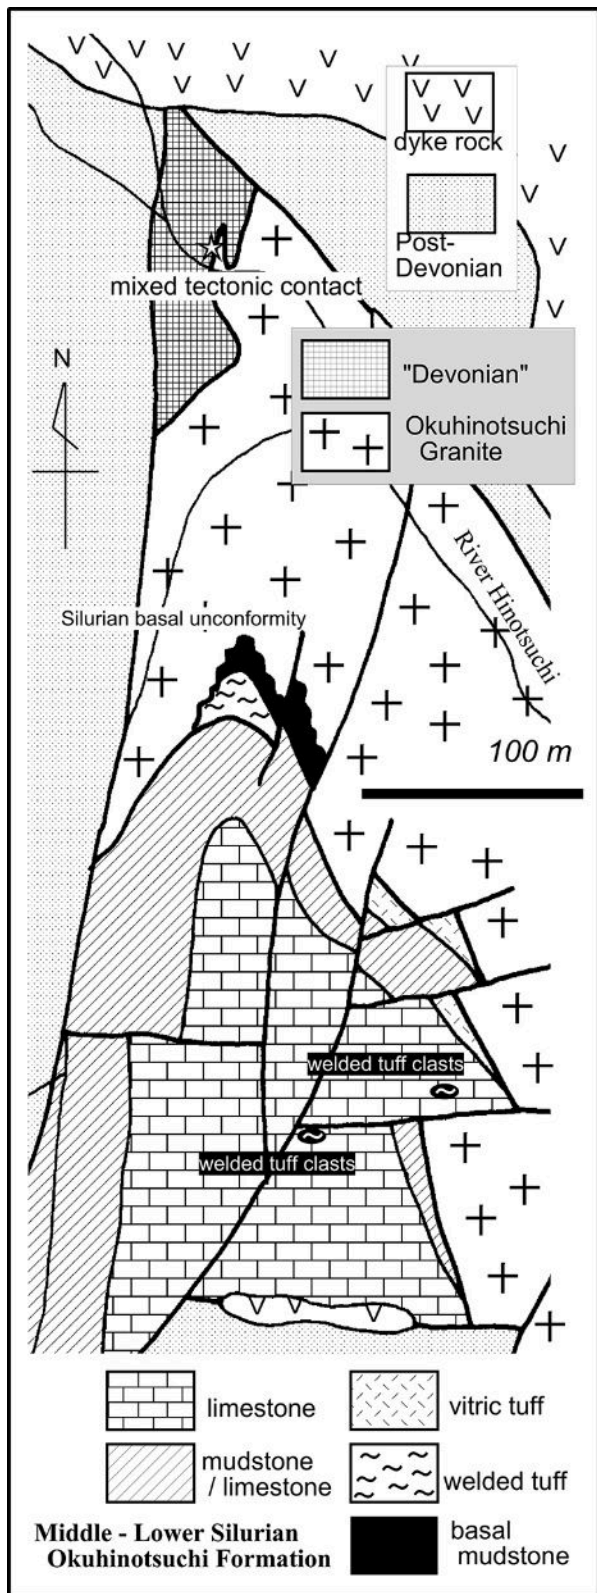 dyke rock
Post-
Devonian
mixed tectonic contact
N
"Devonian"
Okuhinotsuchi
Granite
River Hinotsuchi
Silurian basal unconformity
100 m
welded tuff clasts
welded tuff clasts
limestone
vitric tuff
mudstone
/ limestone
welded tuff
Middle - Lower Silurian
Okuhinotsuchi Formation
basal
mudstone